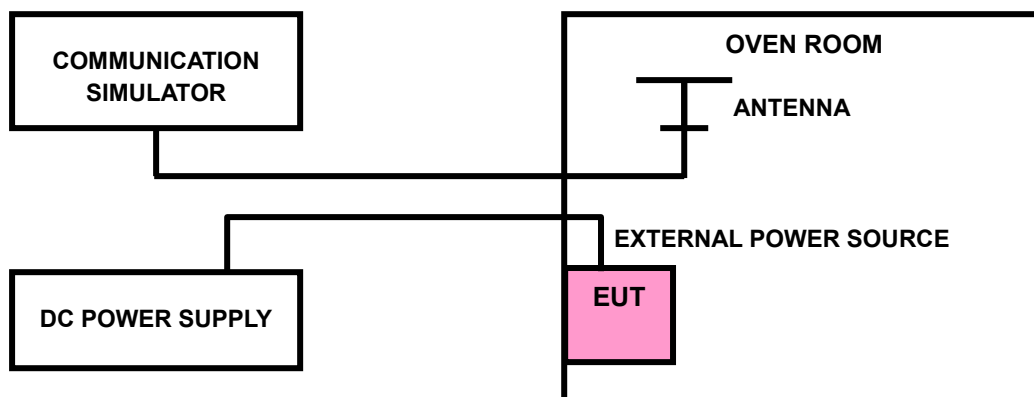 COMMUNICATION
SIMULATOR
OVEN ROOM
ANTENNA
EXTERNAL POWER SOURCE
DC POWER SUPPLY
EUT